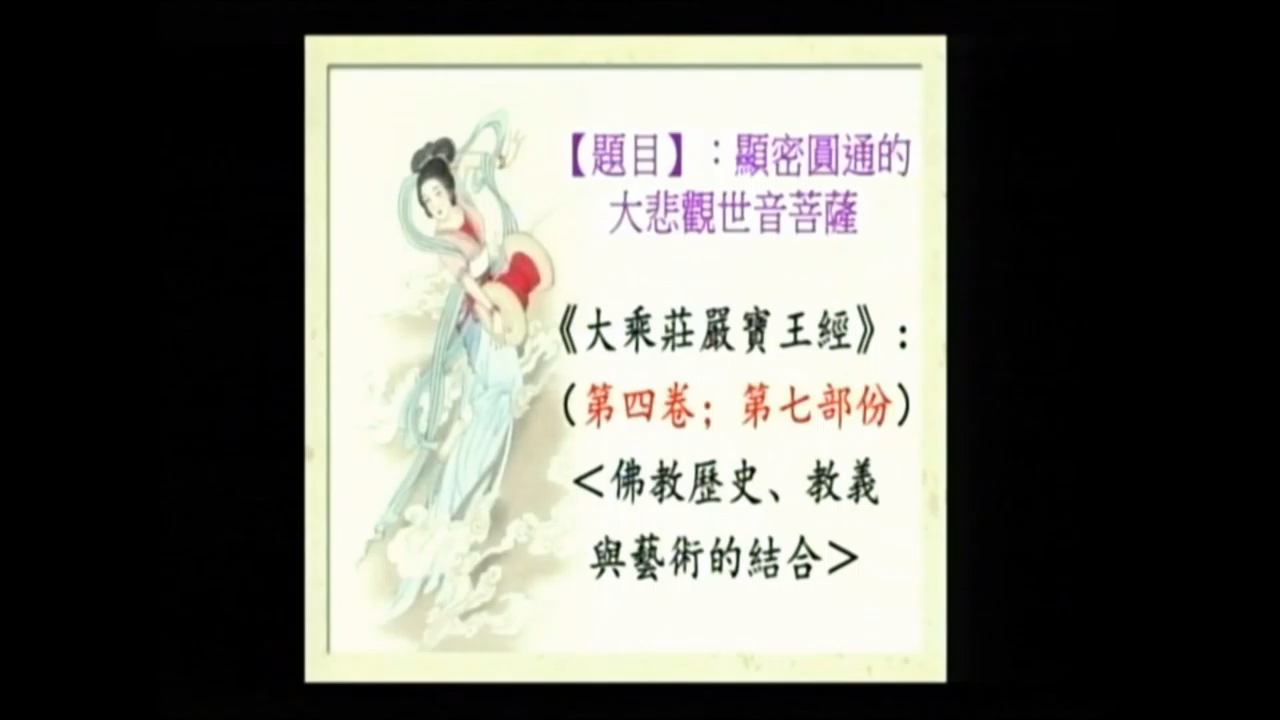 【題目】：顯密圓通的
大悲觀世音菩薩
《大乘莊嚴寶王經》：
(第四卷；第七部份)
<佛教歷史、教義
與藝術的結合>